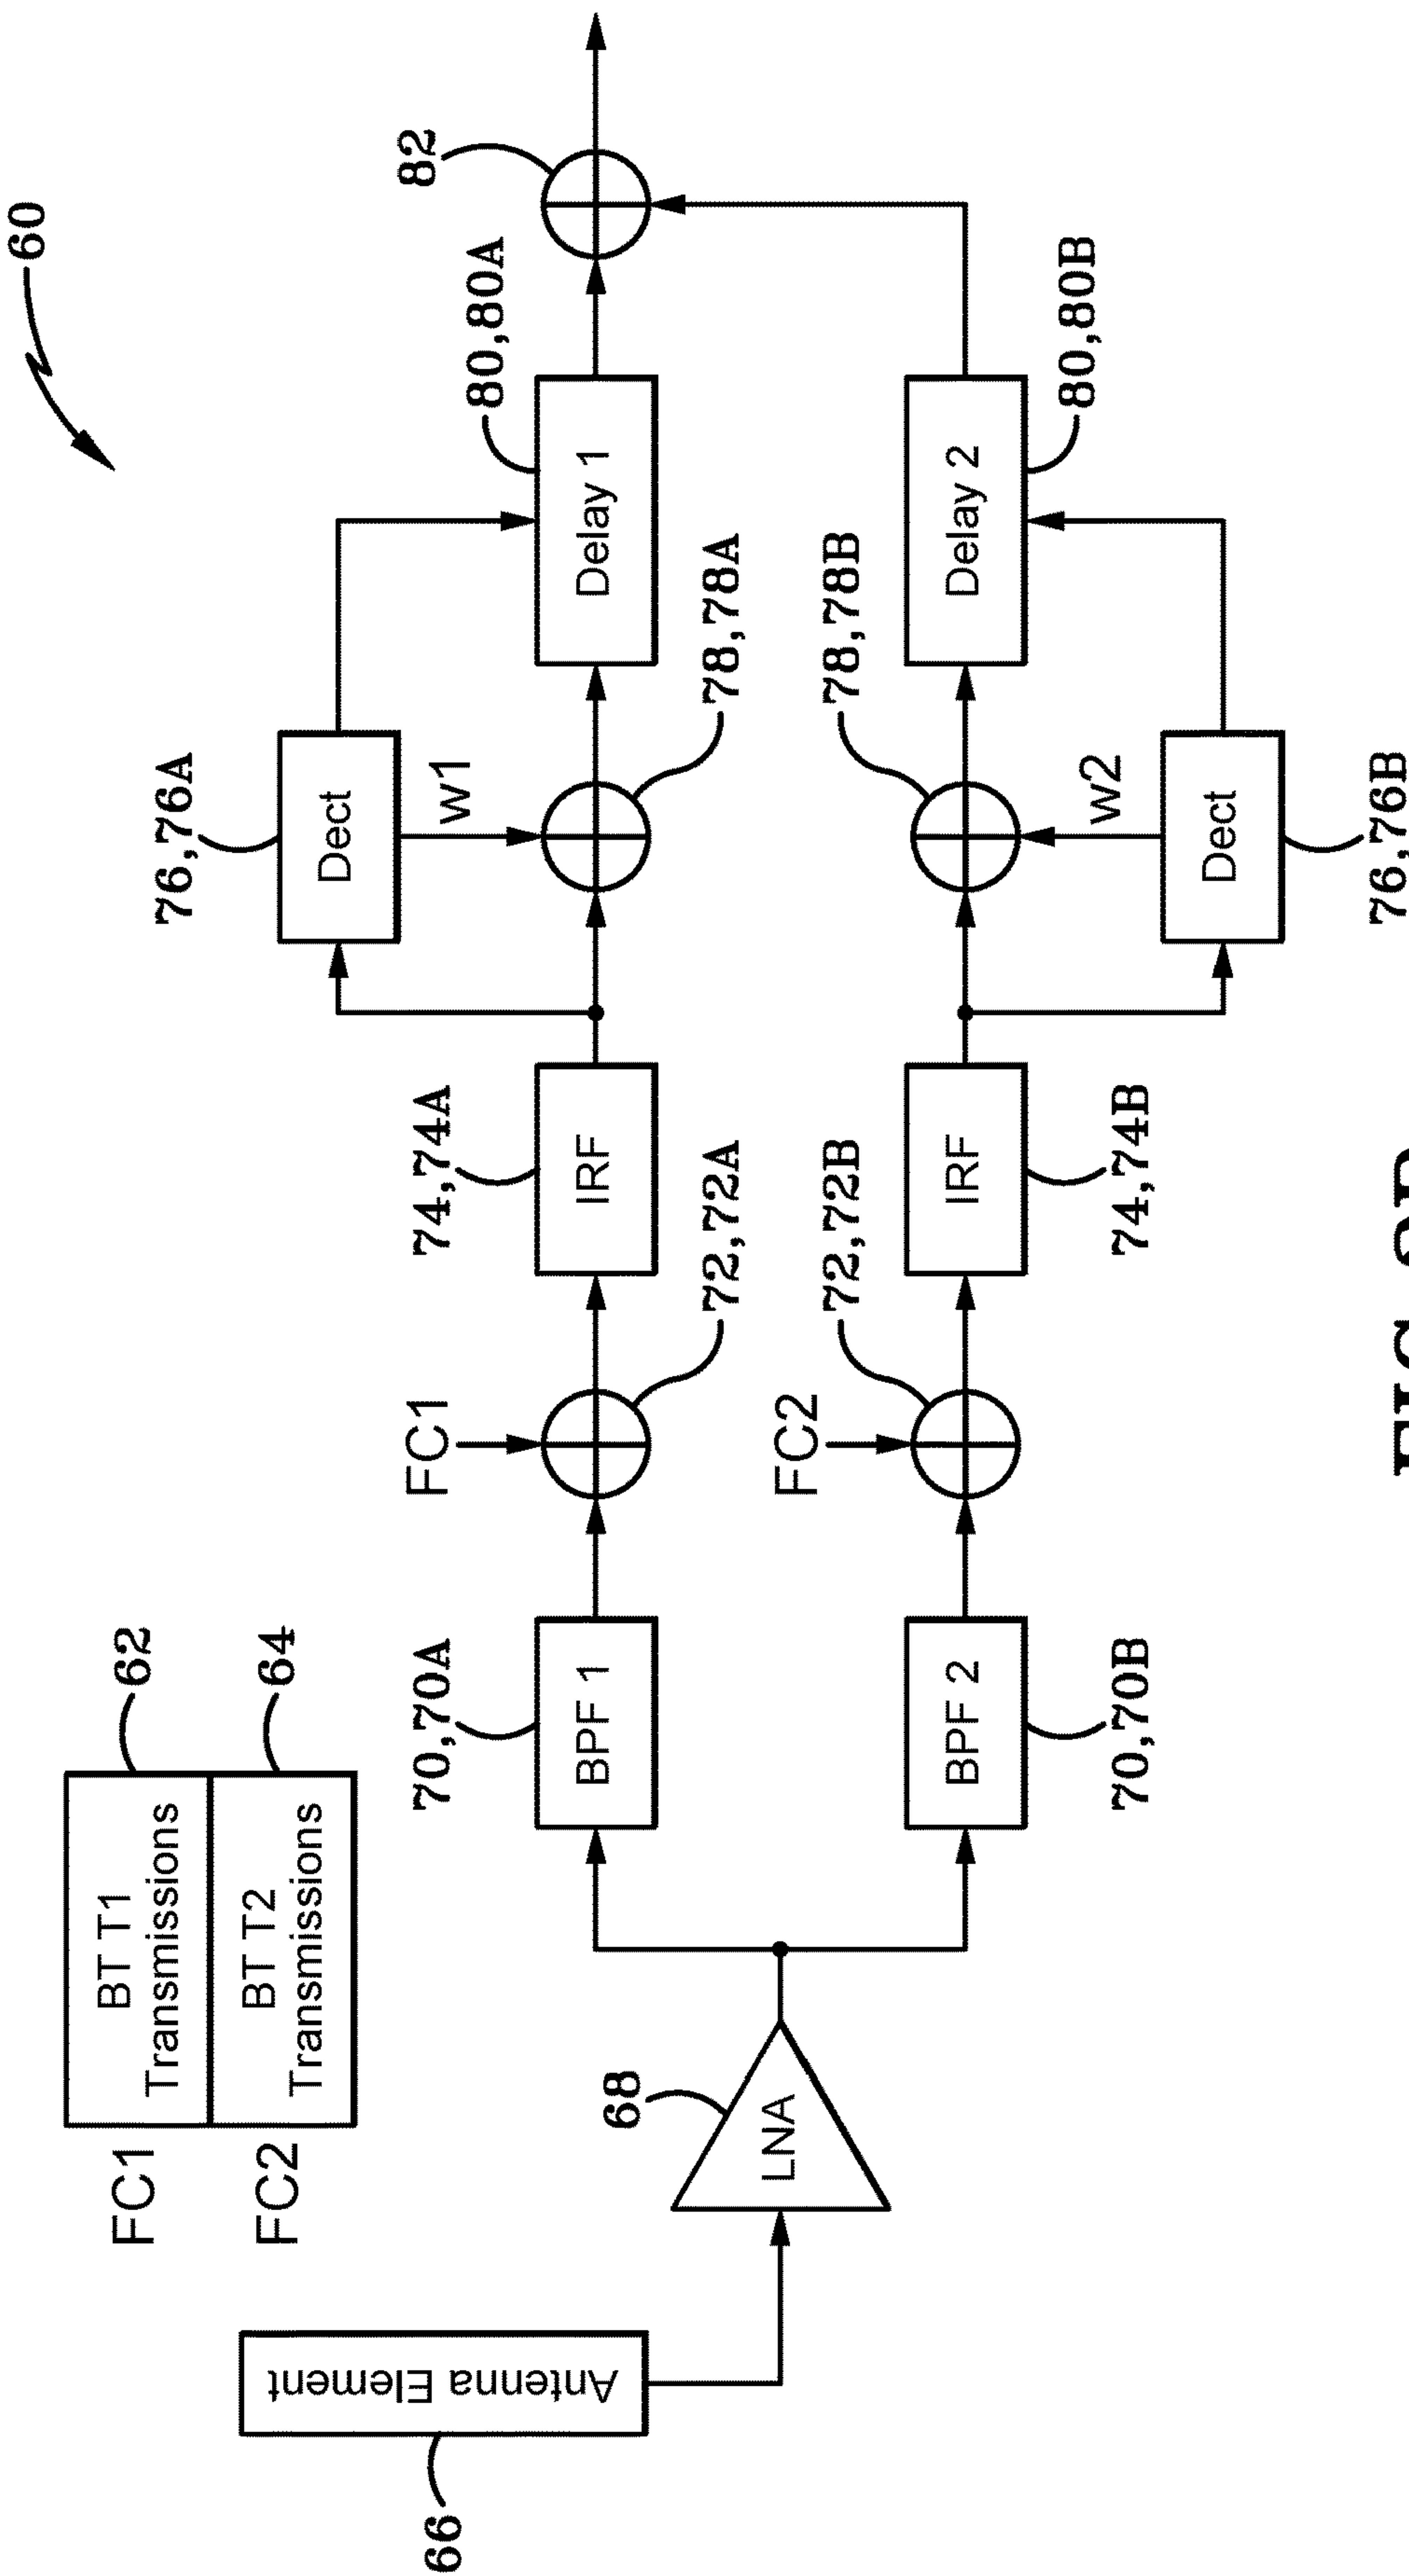 60
FC1
BT T1
Transmissions
62
FC2
BT T2
Transmissions
64
76,76A
Dect
w1
66
Antenna Element
68
LNA
70,70A
BPF 1
FC1
72,72A
74,74A
IRF
78,78A
80,80A
Delay 1
82
70,70B
BPF 2
FC2
72,72B
74,74B
IRF
78,78B
80,80B
Delay 2
w2
Dect
76,76B